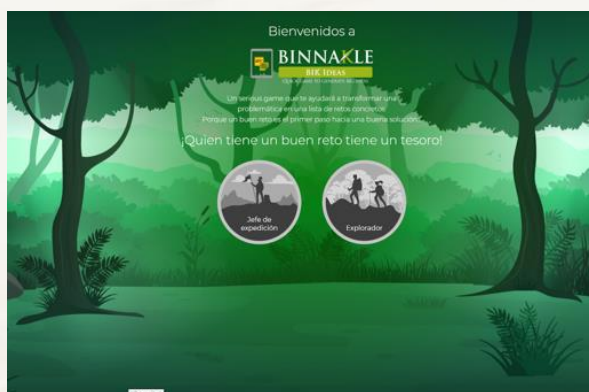 Bienvenidos a
BINNAKLE
BIK IDEAS
Un serious game que te ayudará a transformar una
problemática en una lista de retos concretos
Porque un buen reto es el primer paso hacia una buena solución.
¡Quien tiene un buen reto tiene un tesoro!
Jefe de
expedición
Explorador